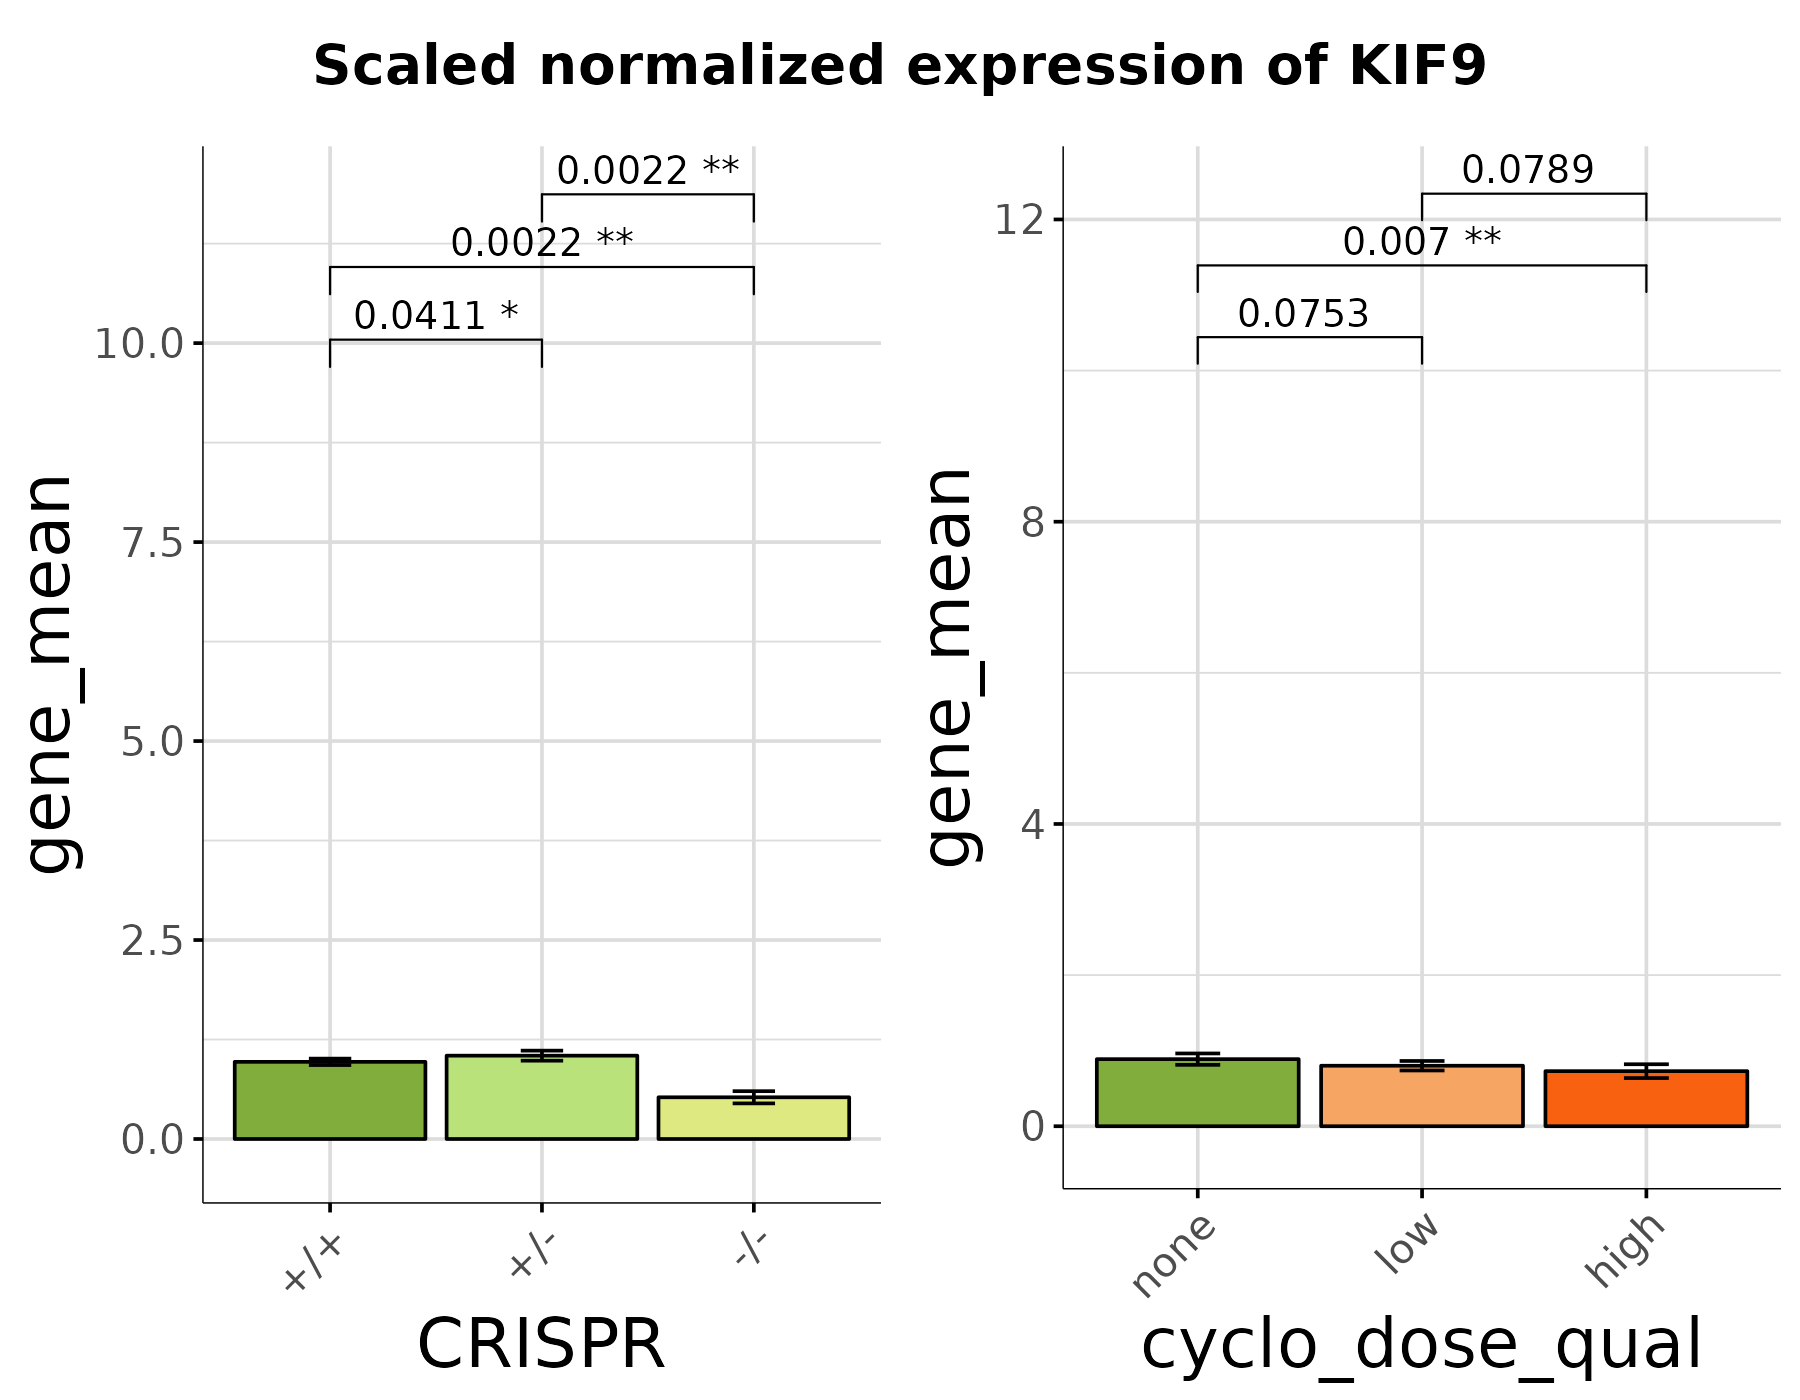 Scaled normalized expression of KIF9
gene_mean
10.0
7.5
5.0
2.5
0.0
0.0022 **
0.0022 **
0.0411 *
+/+
+/-
-/-
CRISPR
gene_mean
12
8
4
0
0.0789
0.007 **
0.0753
none
low
high
cyclo_dose_qual